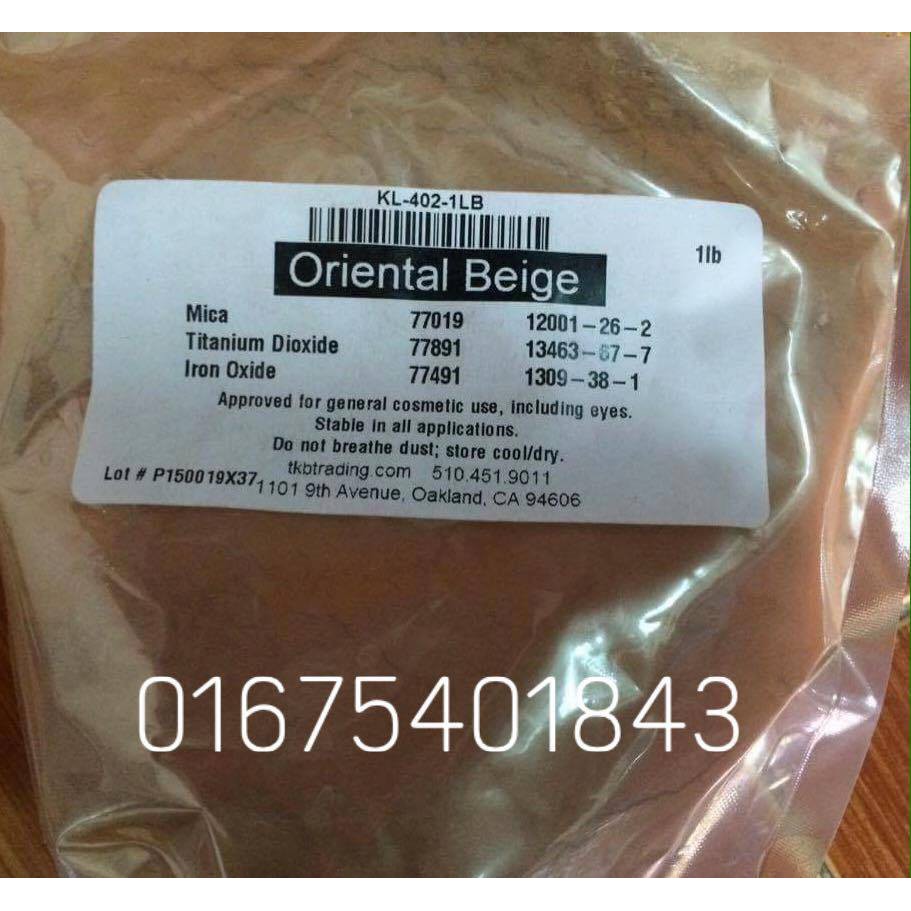 KL-402-1LB
1lb
Oriental Beige
Mica 77019 12001-26-2
Titanium Dioxide 77891 13463-67-7
Iron Oxide 77491 1309-38-1
Approved for general cosmetic use, including eyes.
Stable in all applications.
Do not breathe dust; store cool/dry.
tkbtrading.com 510.451.9011
Lot # P150019X37
1101 9th Avenue, Oakland, CA 94606
01675401843